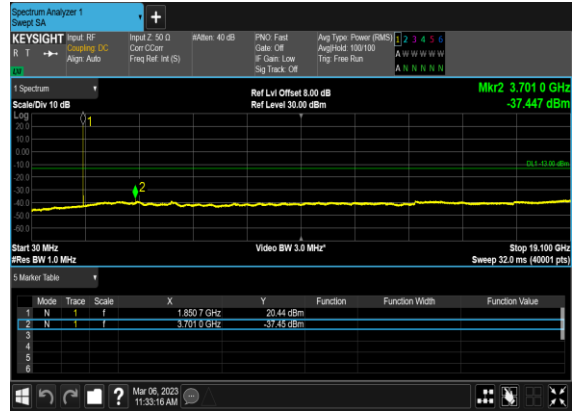 Spectrum Analyzer 1
Swept SA
+
KEYSIGHT Input: RF Input Z: 50 Ω #Atten: 40 dB PNO: Fast Avg Type: Power (RMS) 1 2 3 4 5 6
R T Coupling: DC Corr CCorr Gate: Off Avg|Hold: 100/100 A W W W W W
Align: Auto Freq Ref: Int (S) IF Gain: Low Trig: Free Run
Sig Track: Off A N N N N N
1 Spectrum Ref Lvl Offset 8.00 dB Mkr2 3.701 0 GHz
Scale/Div 10 dB Ref Level 30.00 dBm -37.447 dBm
Log
1
20.0
10.0
0.00
-10.0
DL1 -13.00 dBm
-20.0
-30.0
2
-40.0
-50.0
-60.0
Start 30 MHz Video BW 3.0 MHz* Stop 19.100 GHz
#Res BW 1.0 MHz Sweep 32.0 ms (40001 pts)
5 Marker Table
Mode Trace Scale X Y Function Function Width Function Value
1 N 1 f 1.850 7 GHz 20.44 dBm
2 N 1 f 3.701 0 GHz -37.45 dBm
3
4
5
6
? Mar 06, 2023
11:33:16 AM